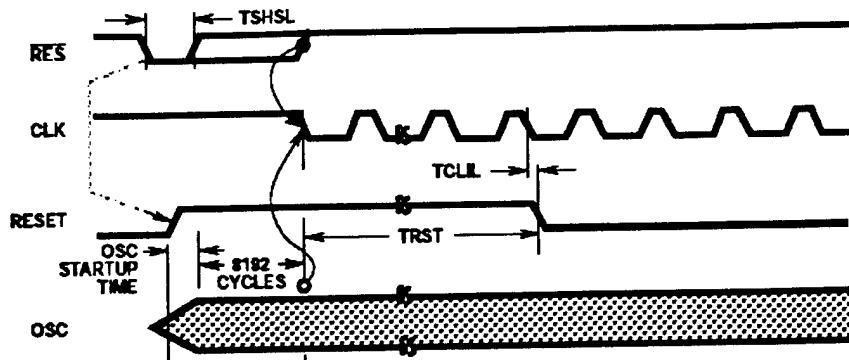 TSHSL
RES
CLK
TCLIL
RESET
TRST
OSC
STARTUP
TIME
8192
CYCLES
OSC